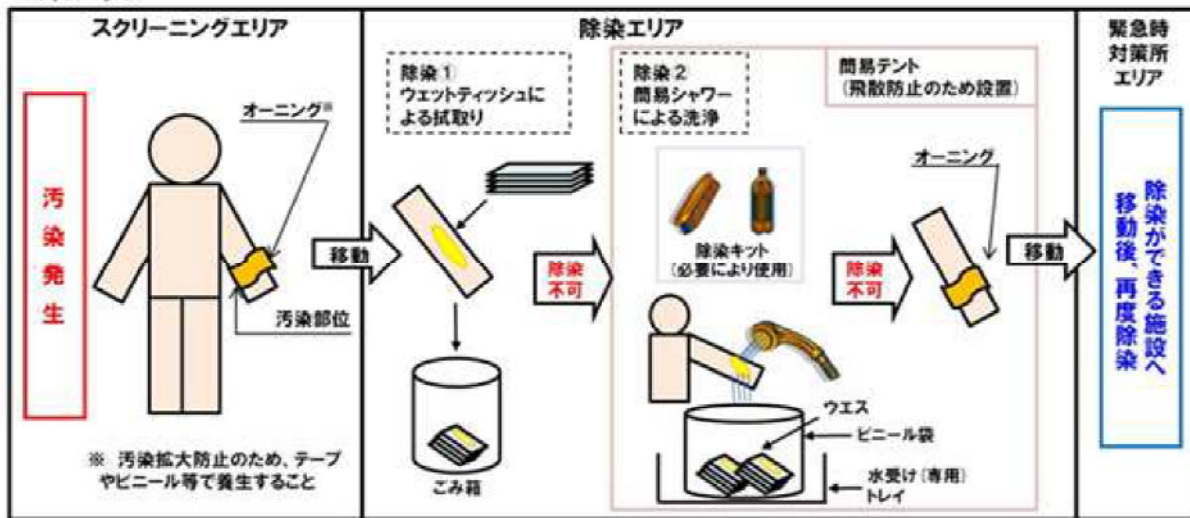 スクリーニングエリア
汚染発生
オーニング※
汚染部位
※ 汚染拡大防止のため、テープ
やビニール等で養生すること
移動
除染エリア
除染①
ウェットティッシュに
よる拭取り
ごみ箱
除染
不可
除染②
簡易シャワー
による洗浄
簡易テント
(飛散防止のため設置)
除染キット
(必要により使用)
ウエス
ビニール袋
水受け(専用)
トレイ
除染
不可
オーニング
移動
緊急時
対策所
エリア
除染ができる施設へ
移動後、再度除染